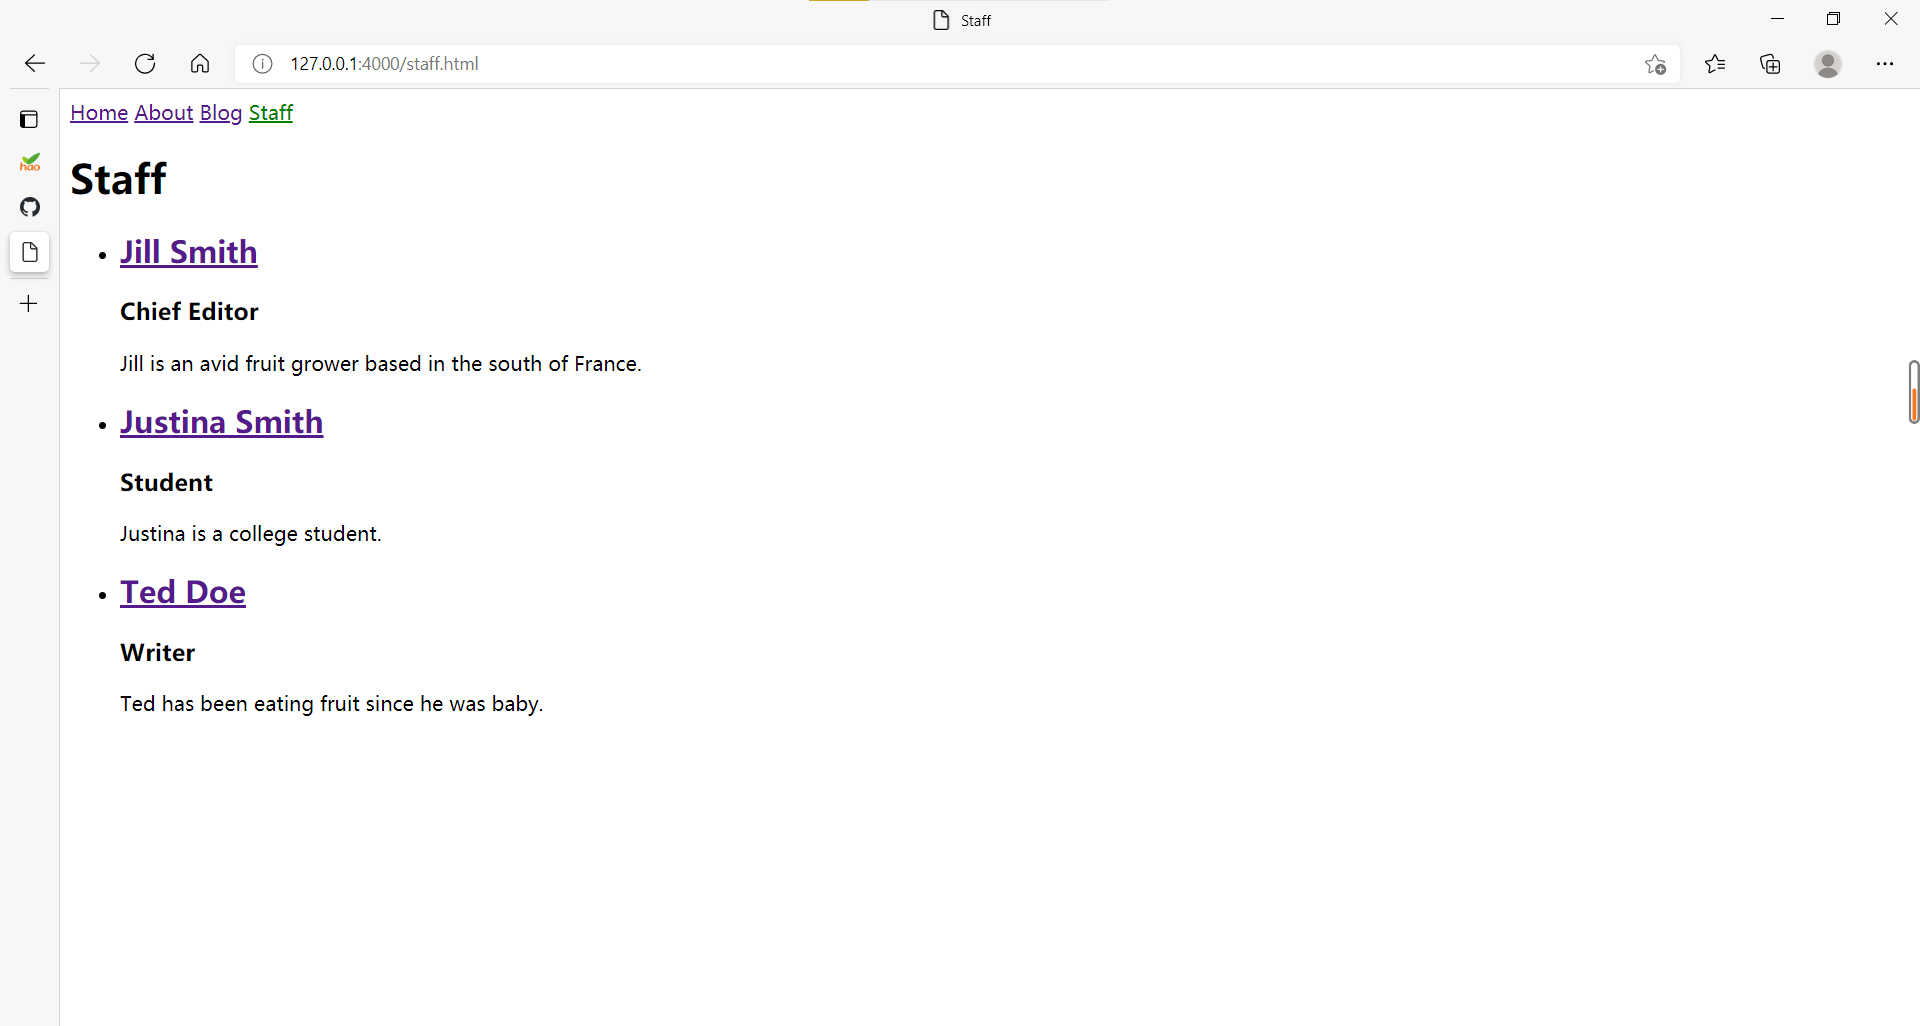 Staff
127.0.0.1:4000/staff.html
hao
Home About Blog Staff
Staff
Jill Smith
Chief Editor
Jill is an avid fruit grower based in the south of France.
Justina Smith
Student
Justina is a college student.
Ted Doe
Writer
Ted has been eating fruit since he was baby.